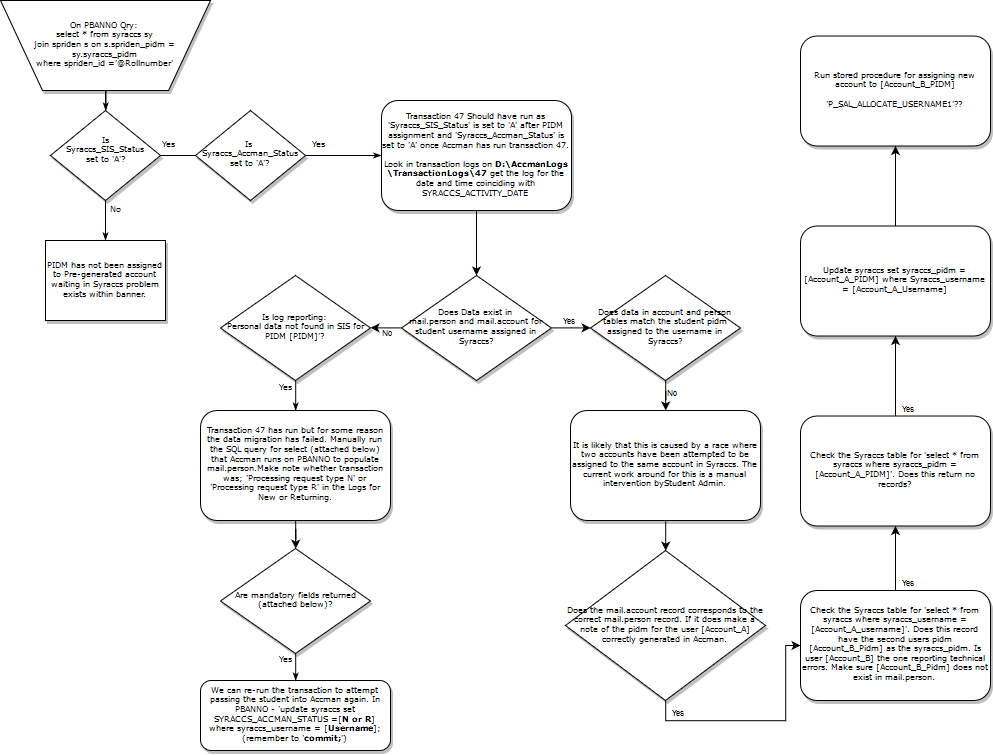 On PBANNO Qry:
select * from syraccs sy
join spriden s on s.spriden_pidm =
sy.syraccs_pidm
where spriden_id ='@Rollnumber'
Is
Syraccs_SIS_Status
set to 'A'?
Yes
Is
Syraccs_Accman_Status
set to 'A'?
Yes
No
PIDM has not been assigned
to Pre-generated account
waiting in Syraccs problem
exists within banner.
Transaction 47 Should have run as
'Syraccs_SIS_Status' is set to 'A' after PIDM
assignment and 'Syraccs_Accman_Status' is
set to 'A' once Accman has run transaction 47.
Look in transaction logs on D:\AccmanLogs
\TransactionLogs\47 get the log for the
date and time coinciding with
SYRACCS_ACTIVITY_DATE
Does Data exist in
mail.person and mail.account for
student username assigned in
Syraccs?
No
Yes
Is log reporting:
Personal data not found in SIS for
PIDM [PIDM]'?
Yes
Transaction 47 has run but for some reason
the data migration has failed. Manually run
the SQL query for select (attached below)
that Accman runs on PBANNO to populate
mail.person.Make note whether transaction
was; 'Processing request type N' or
'Processing request type R' in the Logs for
New or Returning.
Are mandatory fields returned
(attached below)?
Yes
We can re-run the transaction to attempt
passing the student into Accman again. In
PBANNO - 'update syraccs set
SYRACCS_ACCMAN_STATUS =[N or R]
where syraccs_username = [Username];
(remember to 'commit;')
Does data in account and person
tables match the student pidm
assigned to the username in
Syraccs?
No
It is likely that this is caused by a race where
two accounts have been attempted to be
assigned to the same account in Syraccs. The
current work around for this is a manual
intervention byStudent Admin.
Does the mail.account record corresponds to the
correct mail.person record. If it does make a
note of the pidm for the user [Account_A]
correctly generated in Accman.
Yes
Check the Syraccs table for 'select * from
syraccs where syraccs_username =
[Account_A_username]'. Does this record
have the second users pidm
[Account_B_Pidm] as the syraccs_pidm. Is
user [Account_B] the one reporting technical
errors. Make sure [Account_B_Pidm] does not
exist in mail.person.
Yes
Check the Syraccs table for 'select * from
syraccs where syraccs_pidm =
[Account_A_PIDM]'. Does this return no
records?
Yes
Update syraccs set syraccs_pidm =
[Account_A_PIDM] where Syraccs_username
= [Account_A_Username]
Run stored procedure for assigning new
account to [Account_B_PIDM]
'P_SAL_ALLOCATE_USERNAME1'??